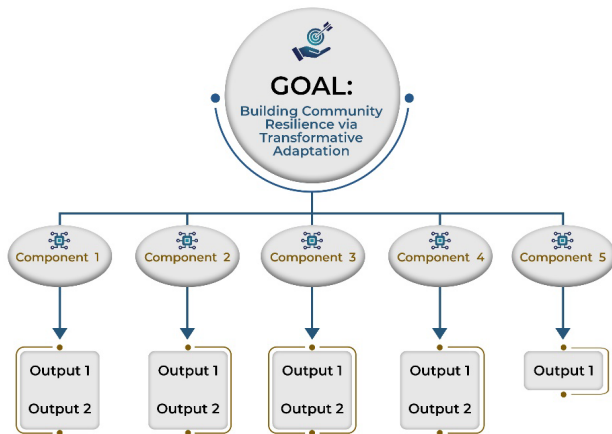 GOAL:
Building Community
Resilience via
Transformative
Adaptation
Component 1
Component 2
Component 3
Component 4
Component 5
Output 1
Output 2
Output 1
Output 2
Output 1
Output 2
Output 1
Output 2
Output 1